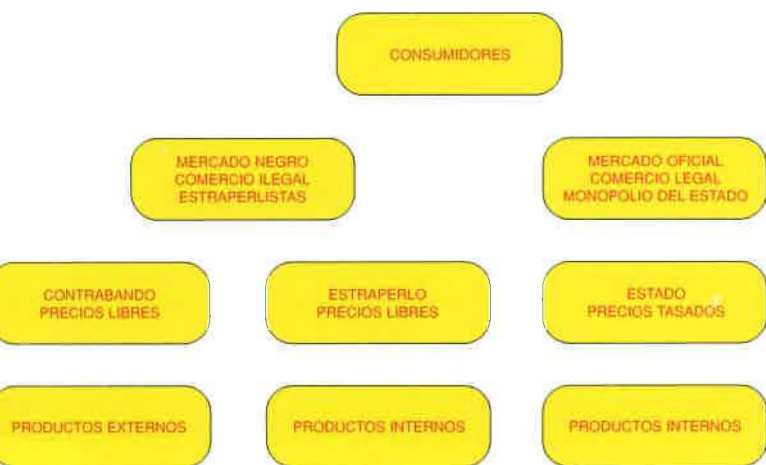 CONSUMIDORES
MERCADO NEGRO
COMERCIO ILEGAL
ESTRAPERLISTAS
MERCADO OFICIAL
COMERCIO LEGAL
MONOPOLIO DEL ESTADO
CONTRABANDO
PRECIOS LIBRES
ESTRAPERLO
PRECIOS LIBRES
ESTADO
PRECIOS TASADOS
PRODUCTOS EXTERNOS
PRODUCTOS INTERNOS
PRODUCTOS INTERNOS